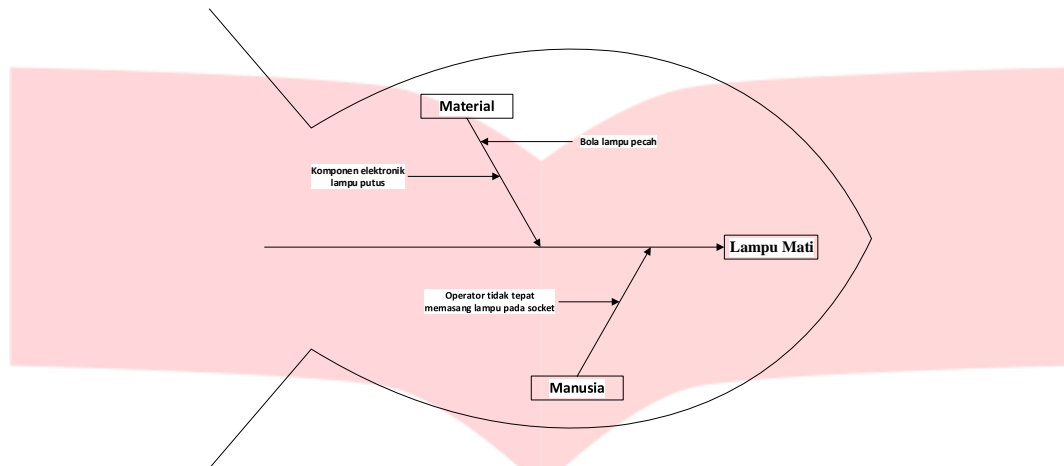 Material
Bola lampu pecah
Komponen elektronik
lampu putus
Lampu Mati
Operator tidak tepat
memasang lampu pada socket
Manusia